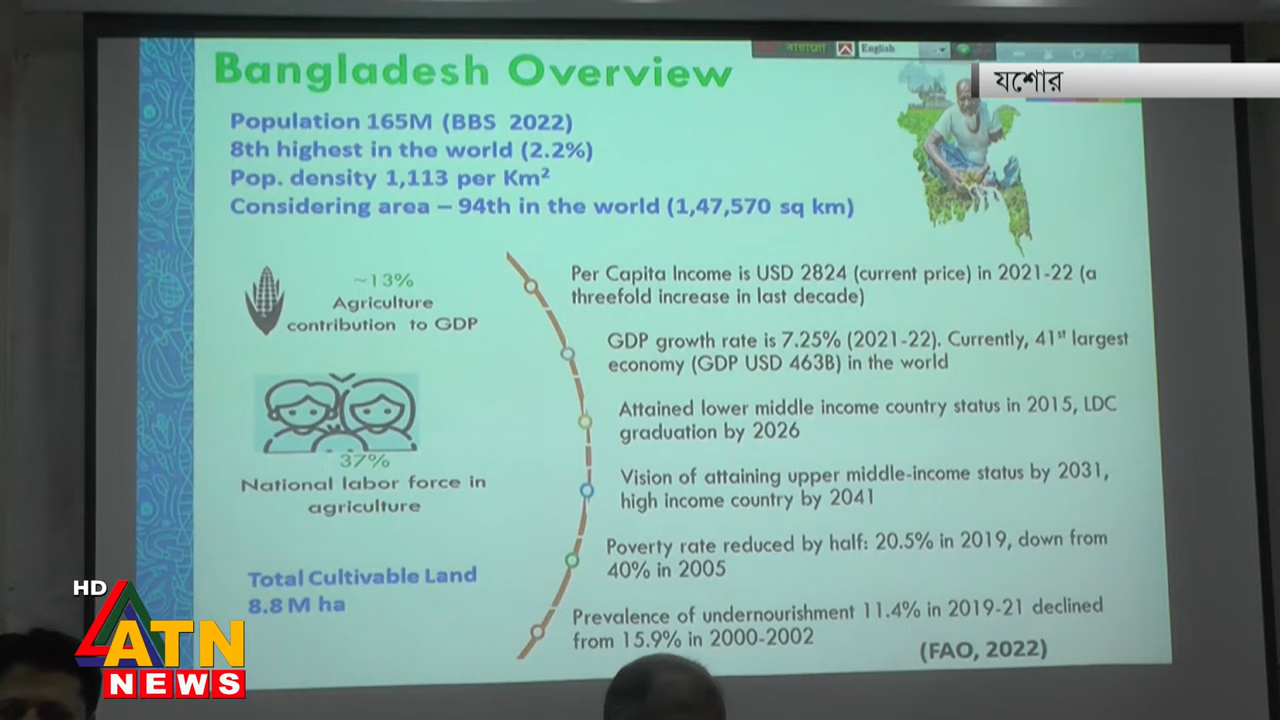 English
যশোর
Bangladesh Overview
Population 165M (BBS 2022)
8th highest in the world (2.2%)
Pop. density 1,113 per Km²
Considering area – 94th in the world (1,47,570 sq km)
~13%
Agriculture
contribution to GDP
37%
National labor force in
agriculture
Total Cultivable Land
8.8 M ha
Per Capita Income is USD 2824 (current price) in 2021-22 (a
threefold increase in last decade)
GDP growth rate is 7.25% (2021-22). Currently, 41st largest
economy (GDP USD 463B) in the world
Attained lower middle income country status in 2015, LDC
graduation by 2026
Vision of attaining upper middle-income status by 2031,
high income country by 2041
Poverty rate reduced by half: 20.5% in 2019, down from
40% in 2005
Prevalence of undernourishment 11.4% in 2019-21 declined
from 15.9% in 2000-2002
(FAO, 2022)
HD
ATN
NEWS